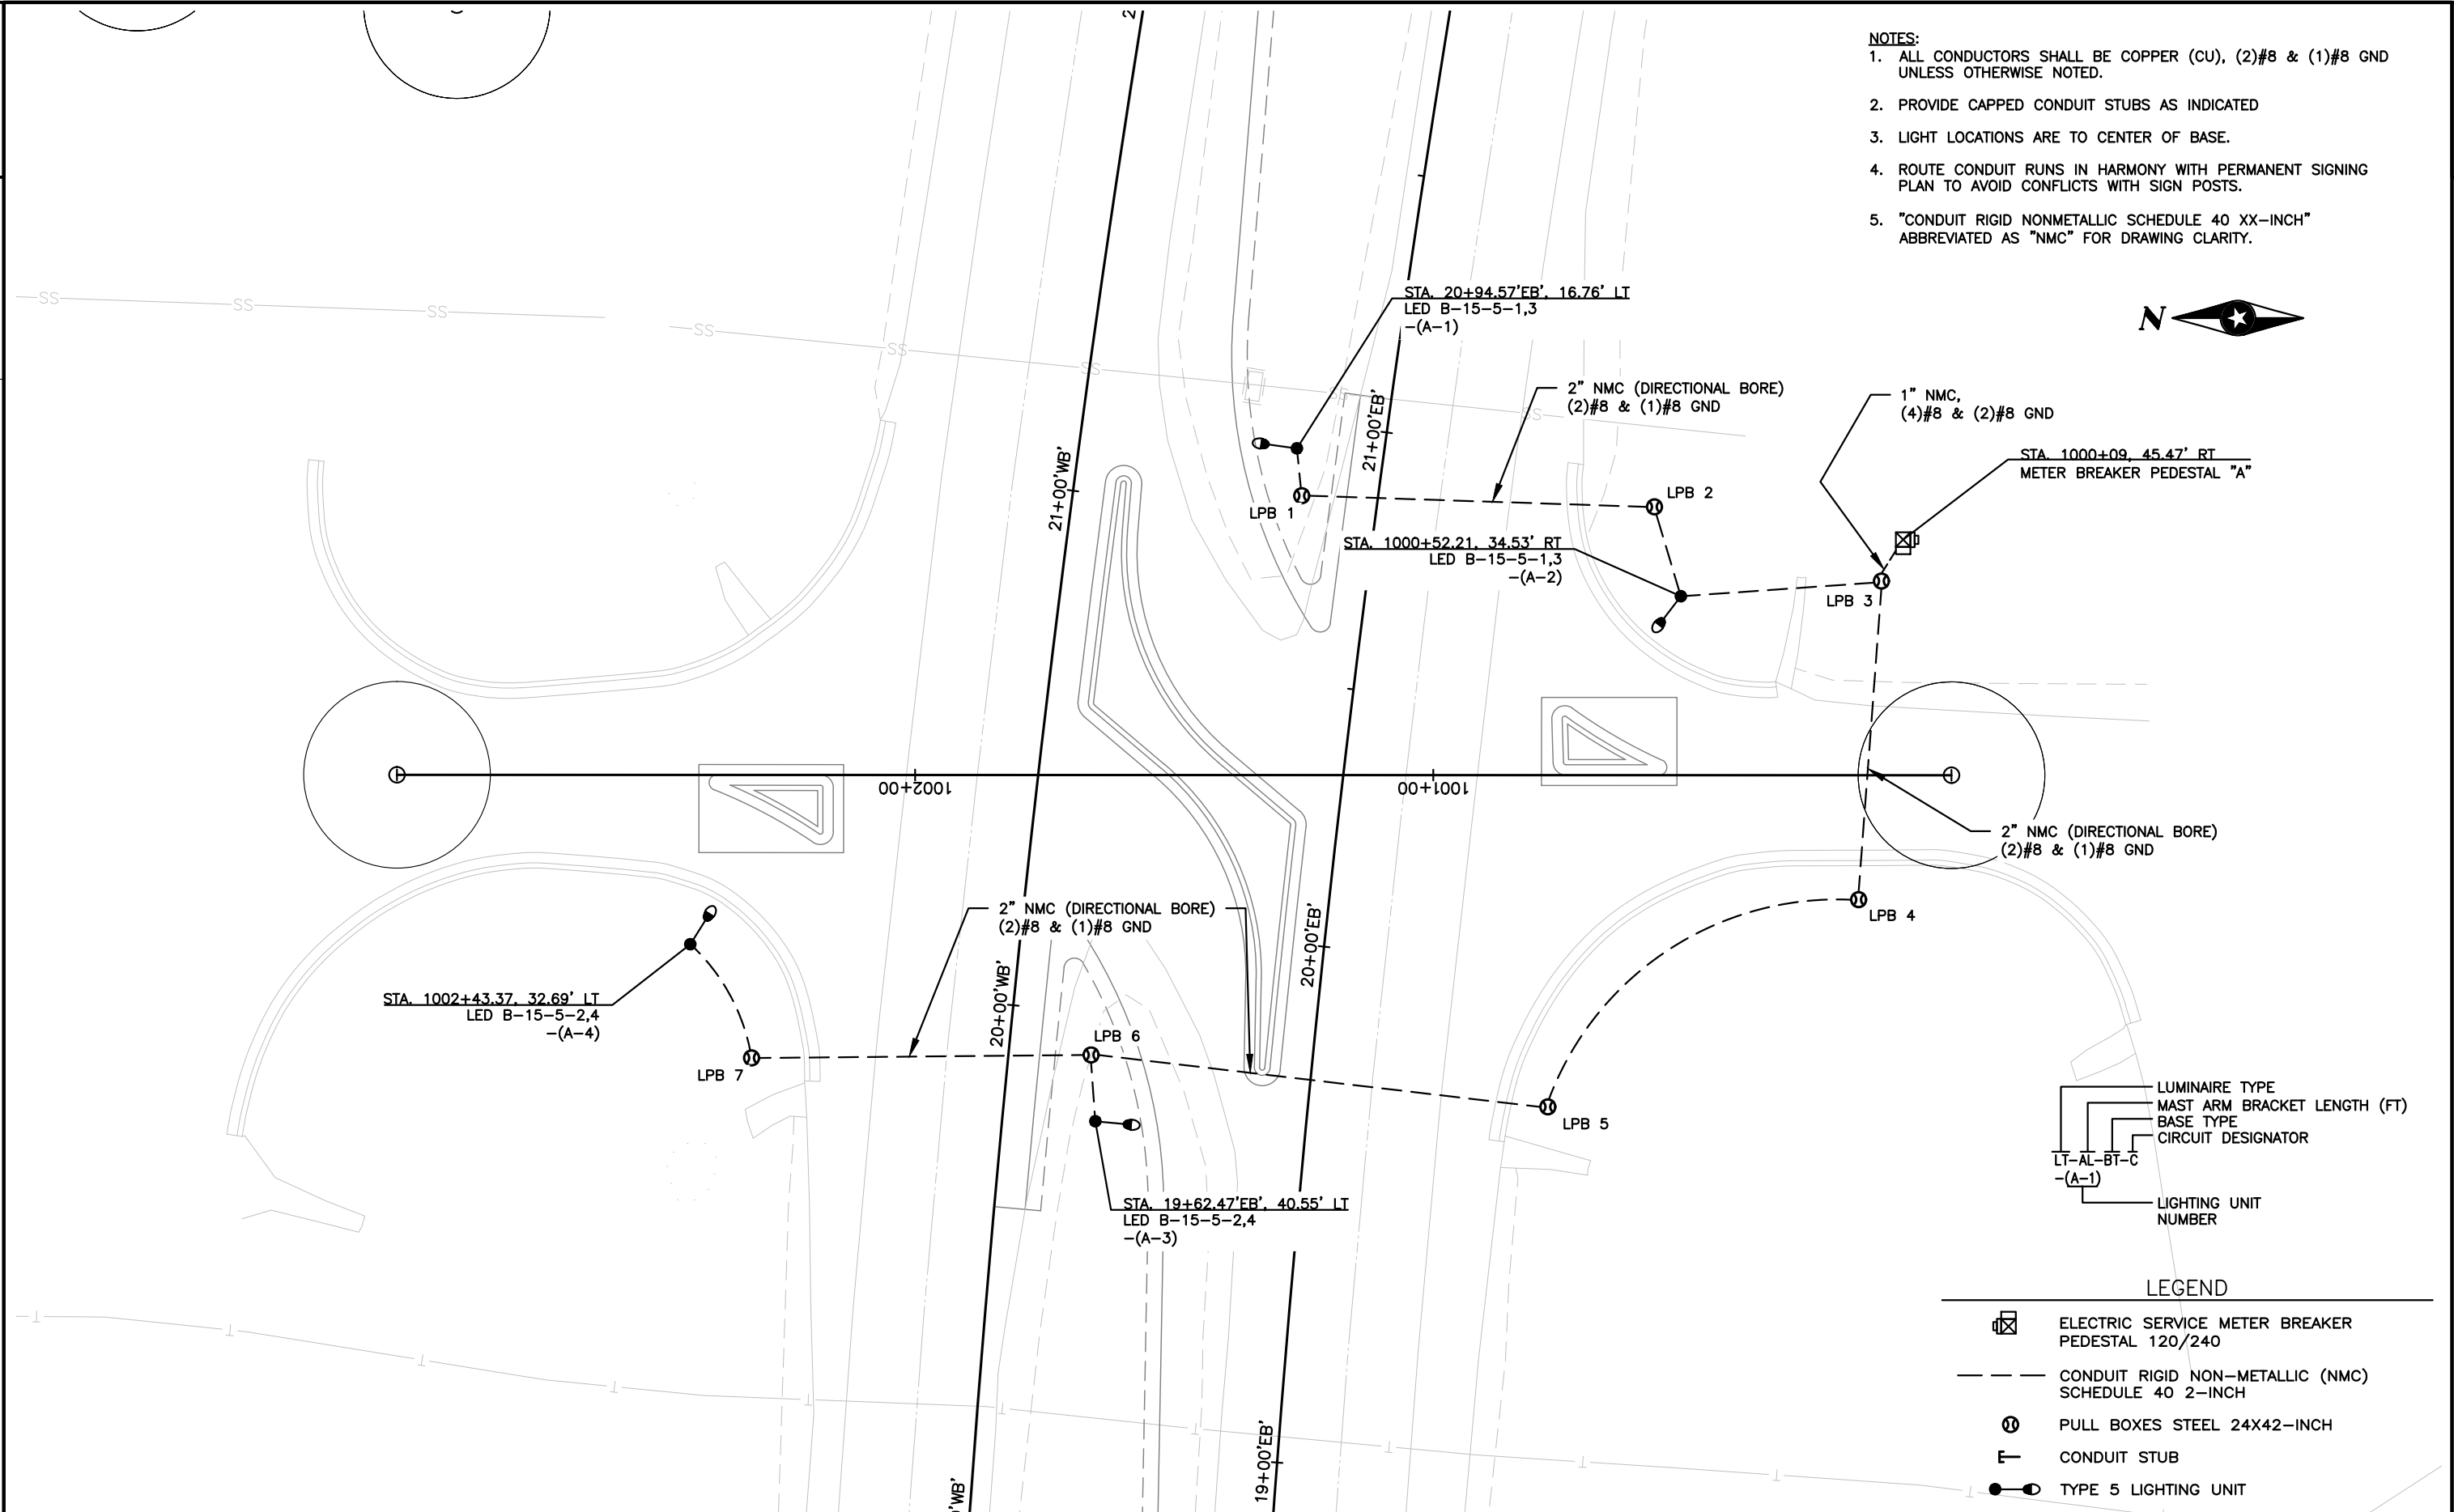 NOTES:
1. ALL CONDUCTORS SHALL BE COPPER (CU), (2)#8 & (1)#8 GND
UNLESS OTHERWISE NOTED.
2. PROVIDE CAPPED CONDUIT STUBS AS INDICATED
3. LIGHT LOCATIONS ARE TO CENTER OF BASE.
4. ROUTE CONDUIT RUNS IN HARMONY WITH PERMANENT SIGNING
PLAN TO AVOID CONFLICTS WITH SIGN POSTS.
5. "CONDUIT RIGID NONMETALLIC SCHEDULE 40 XX-INCH"
ABBREVIATED AS "NMC" FOR DRAWING CLARITY.
N
SS
SS
SS
SS
SS
SS
SS
SS
STA. 20+94.57'EB', 16.76' LT
LED B-15-5-1,3
-(A-1)
2" NMC (DIRECTIONAL BORE)
(2)#8 & (1)#8 GND
1" NMC,
(4)#8 & (2)#8 GND
STA. 1000+09, 45.47' RT
METER BREAKER PEDESTAL "A"
21+00'WB'
21+00'EB'
LPB 1
LPB 2
STA. 1000+52.21, 34.53' RT
LED B-15-5-1,3
-(A-2)
LPB 3
1002+00
1001+00
2" NMC (DIRECTIONAL BORE)
(2)#8 & (1)#8 GND
2" NMC (DIRECTIONAL BORE)
(2)#8 & (1)#8 GND
LPB 4
20+00'WB'
20+00'EB'
STA. 1002+43.37, 32.69' LT
LED B-15-5-2,4
-(A-4)
LPB 6
LPB 7
LPB 5
STA. 19+62.47'EB', 40.55' LT
LED B-15-5-2,4
-(A-3)
LUMINAIRE TYPE
MAST ARM BRACKET LENGTH (FT)
BASE TYPE
CIRCUIT DESIGNATOR
LT-AL-BT-C
-(A-1)
LIGHTING UNIT
NUMBER
LEGEND
ELECTRIC SERVICE METER BREAKER
PEDESTAL 120/240
CONDUIT RIGID NON-METALLIC (NMC)
SCHEDULE 40 2-INCH
PULL BOXES STEEL 24X42-INCH
CONDUIT STUB
TYPE 5 LIGHTING UNIT
19+00'EB'
'WB'